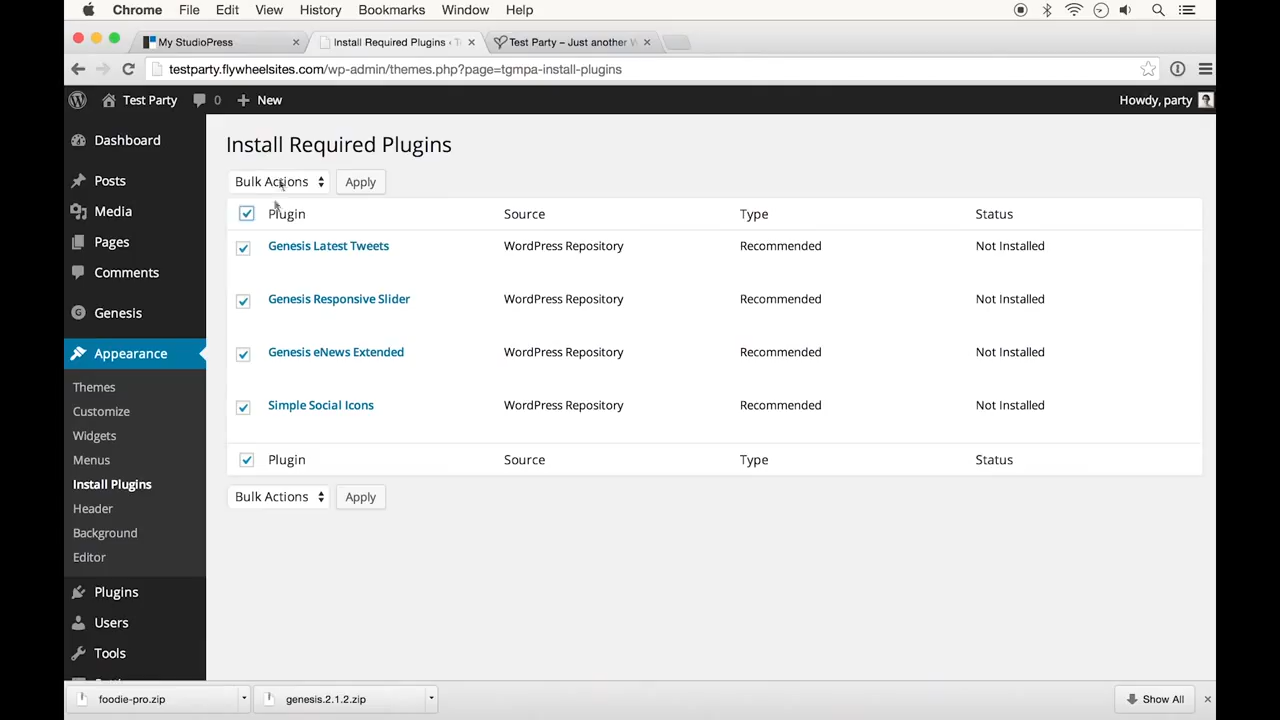 Chrome File Edit View History Bookmarks Window Help
My StudioPress
Install Required Plugins ‹ T
Test Party – Just another W
testparty.flywheelsites.com/wp-admin/themes.php?page=tgmpa-install-plugins
Test Party 0 New Howdy, party
Dashboard
Posts
Media
Pages
Comments
Genesis
Appearance
Themes
Customize
Widgets
Menus
Install Plugins
Header
Background
Editor
Plugins
Users
Tools
Install Required Plugins
Bulk Actions Apply
Plugin Source Type Status
Genesis Latest Tweets WordPress Repository Recommended Not Installed
Genesis Responsive Slider WordPress Repository Recommended Not Installed
Genesis eNews Extended WordPress Repository Recommended Not Installed
Simple Social Icons WordPress Repository Recommended Not Installed
Plugin Source Type Status
Bulk Actions Apply
foodie-pro.zip genesis.2.1.2.zip Show All